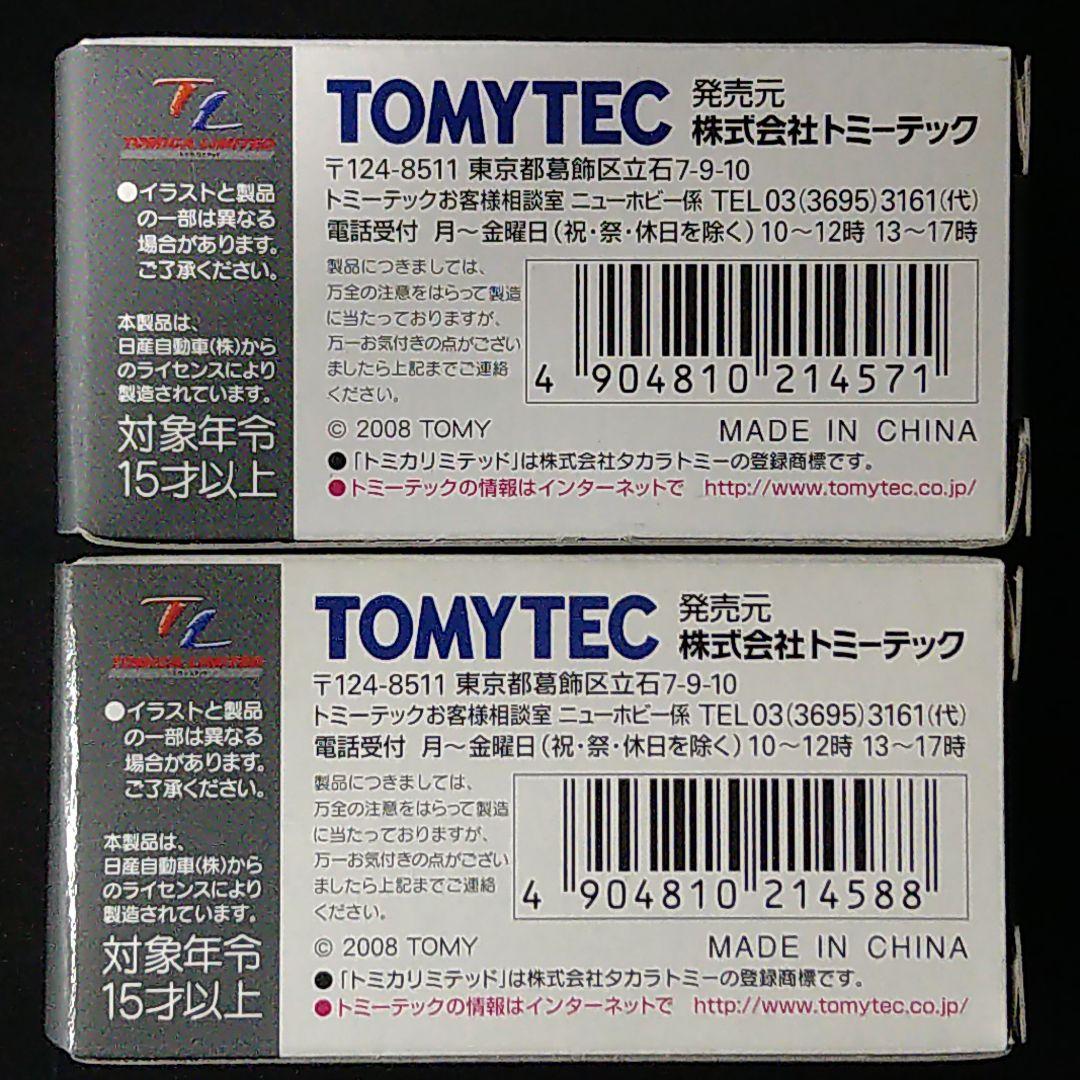 TL
TOMICA LIMITED
●イラストと製品
の一部は異なる
場合があります。
ご了承ください。
本製品は、
日産自動車(株)から
のライセンスにより
製造されています。
対象年令
15才以上
TOMYTEC
発売元
株式会社トミーテック
〒124-8511 東京都葛飾区立石7-9-10
トミーテックお客様相談室 ニューホビー係 TEL 03(3695)3161(代)
電話受付 月〜金曜日(祝・祭・休日を除く)10〜12時 13〜17時
製品につきましては、
万全の注意をはらって製造
に当たっておりますが、
万一お気付きの点がござい
ましたら上記までご連絡
ください。
4 904810 214571
© 2008 TOMY MADE IN CHINA
●「トミカリミテッド」は株式会社タカラトミーの登録商標です。
●トミーテックの情報はインターネットで http://www.tomytec.co.jp/
TL
TOMICA LIMITED
●イラストと製品
の一部は異なる
場合があります。
ご了承ください。
本製品は、
日産自動車(株)から
のライセンスにより
製造されています。
対象年令
15才以上
TOMYTEC
発売元
株式会社トミーテック
〒124-8511 東京都葛飾区立石7-9-10
トミーテックお客様相談室 ニューホビー係 TEL 03(3695)3161(代)
電話受付 月〜金曜日(祝・祭・休日を除く)10〜12時 13〜17時
製品につきましては、
万全の注意をはらって製造
に当たっておりますが、
万一お気付きの点がござい
ましたら上記までご連絡
ください。
4 904810 214588
© 2008 TOMY MADE IN CHINA
●「トミカリミテッド」は株式会社タカラトミーの登録商標です。
●トミーテックの情報はインターネットで http://www.tomytec.co.jp/